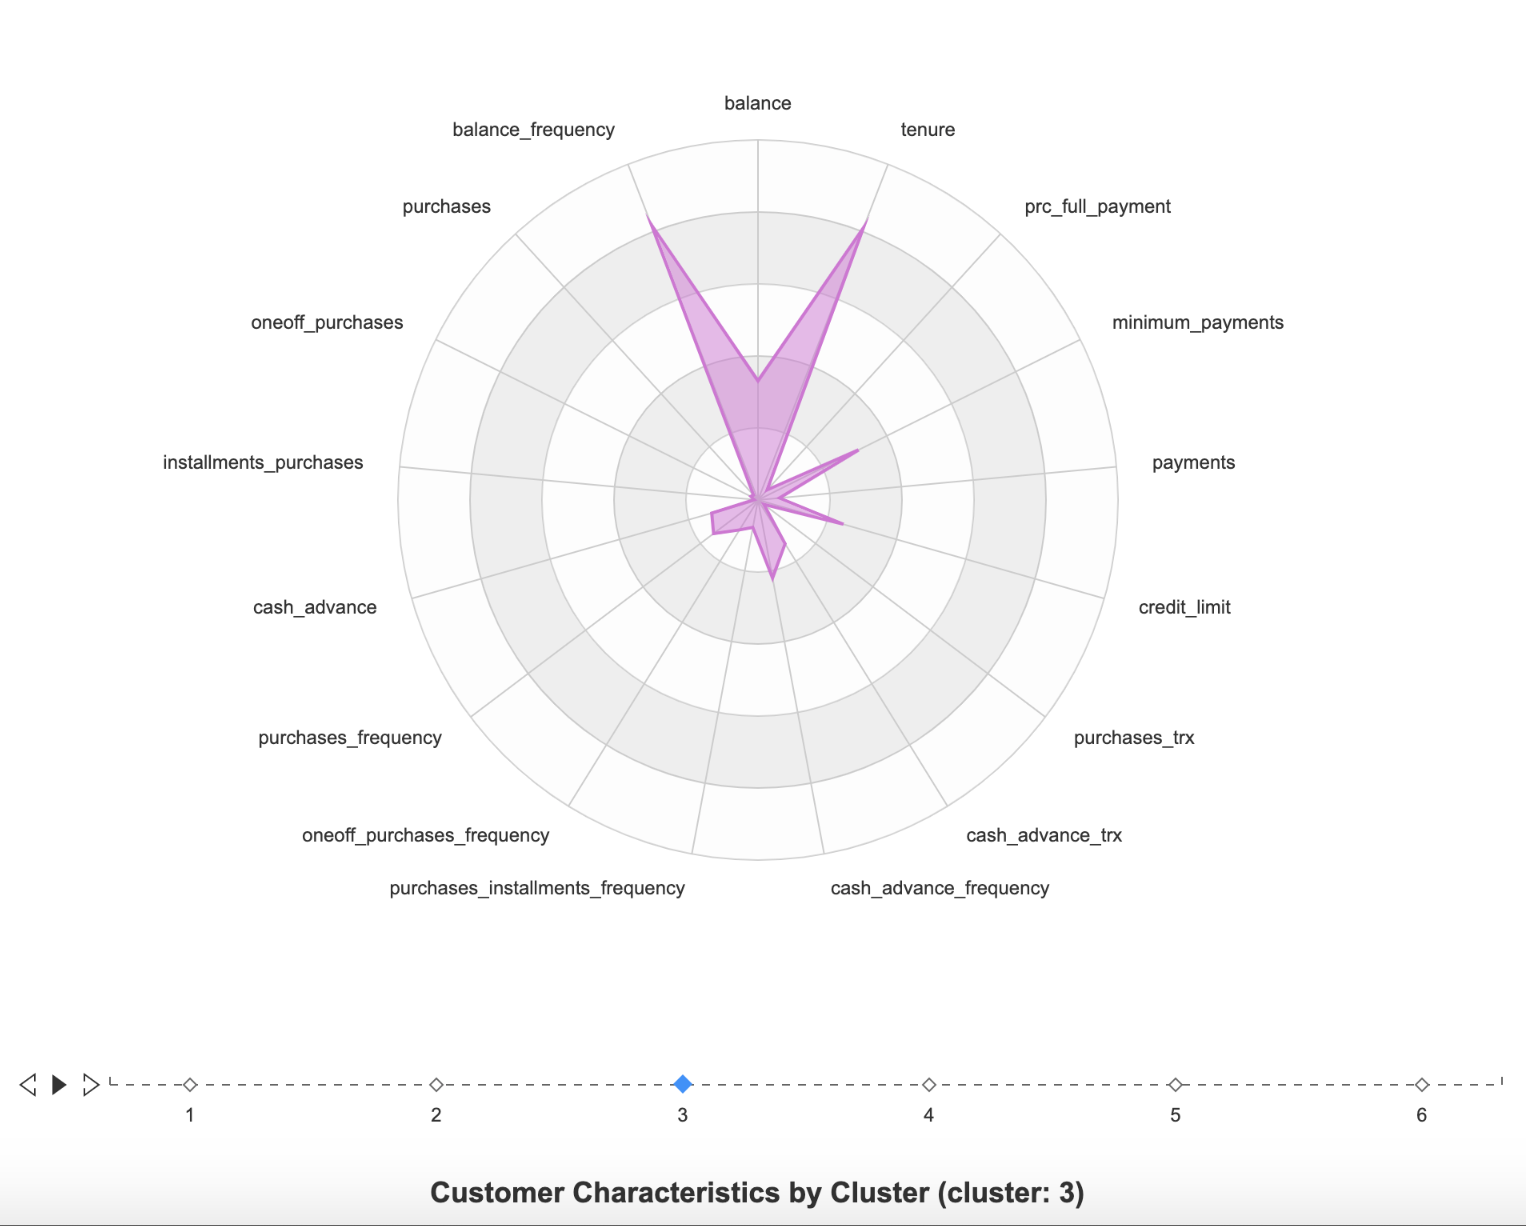 balance
balance_frequency
tenure
purchases
prc_full_payment
oneoff_purchases
minimum_payments
installments_purchases
payments
cash_advance
credit_limit
purchases_frequency
purchases_trx
oneoff_purchases_frequency
cash_advance_trx
purchases_installments_frequency
cash_advance_frequency
1 2 3 4 5 6
Customer Characteristics by Cluster (cluster: 3)